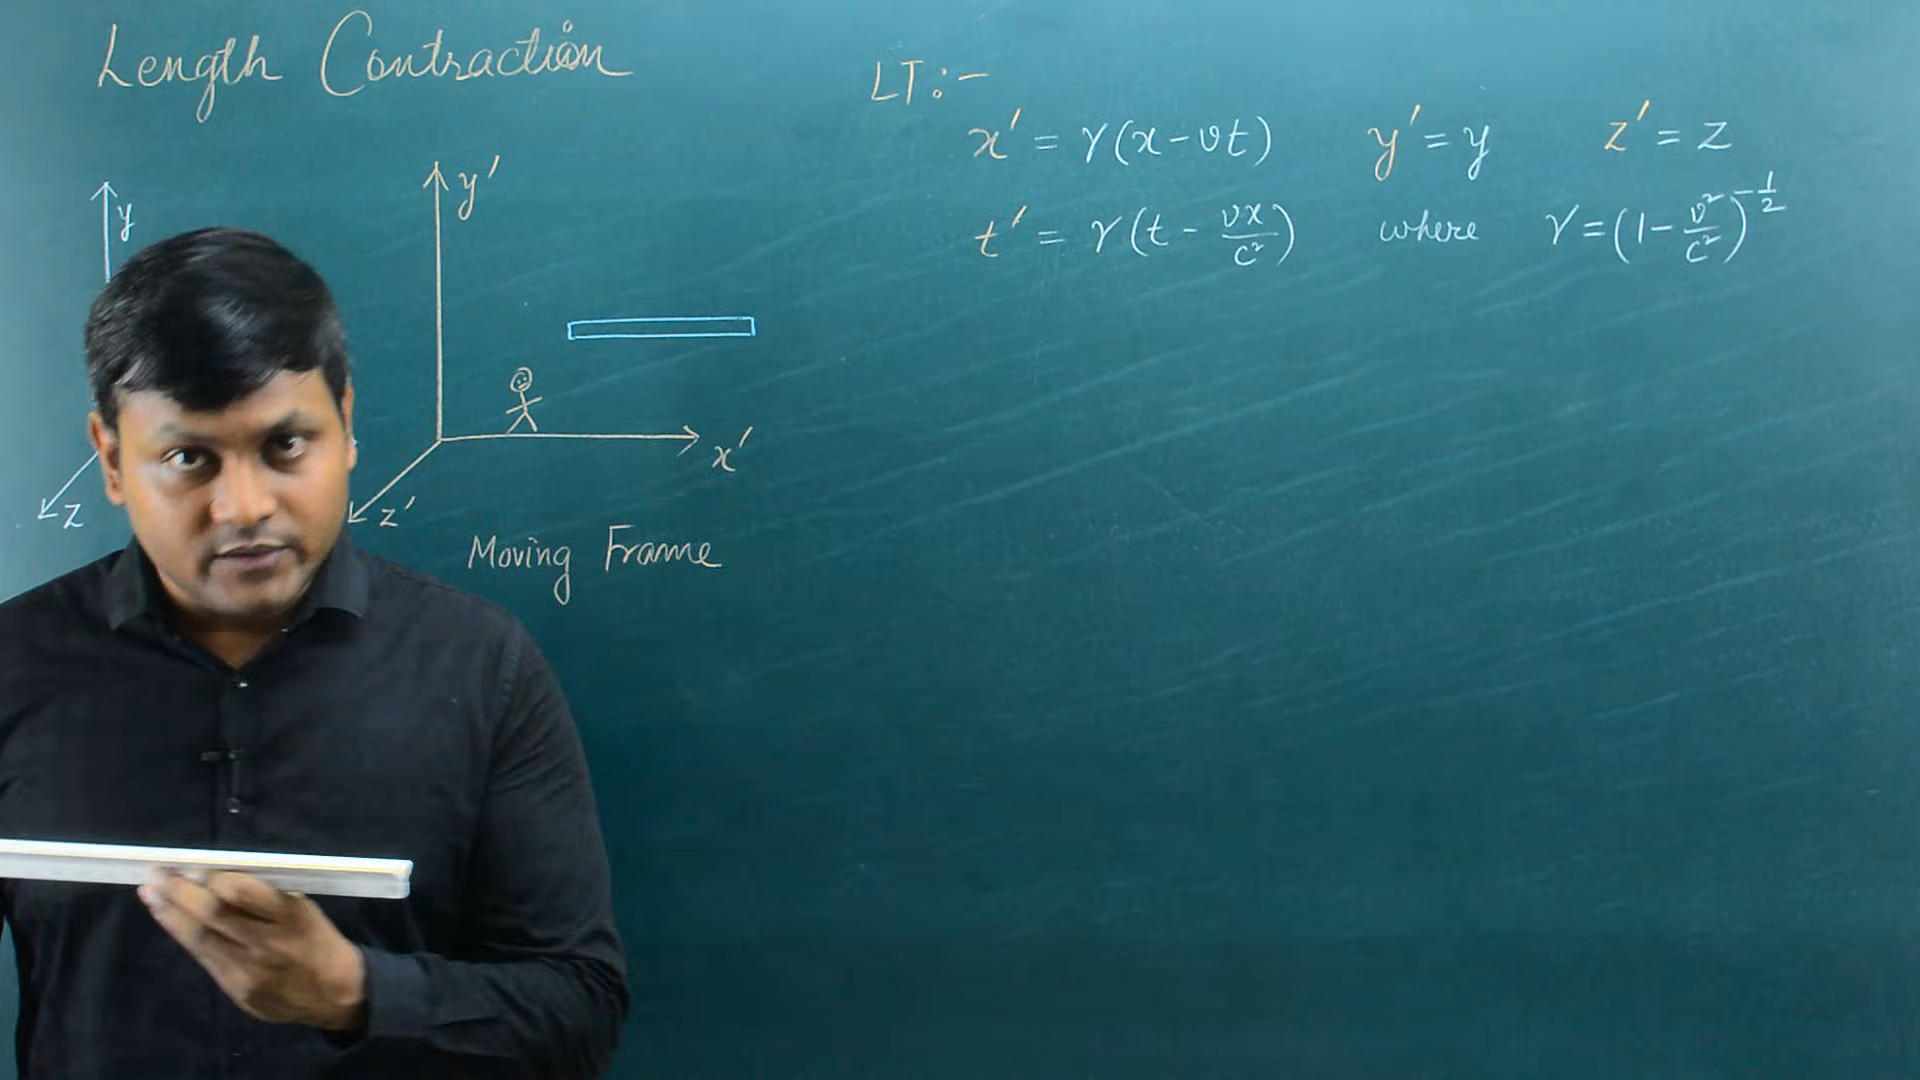 Length Contraction
LT:-
x' = γ(x-vt) y' = y z' = z
t' = γ(t - vx/c²) where γ = (1 - v²/c²)^-1/2
y
y'
x'
z
z'
Moving Frame